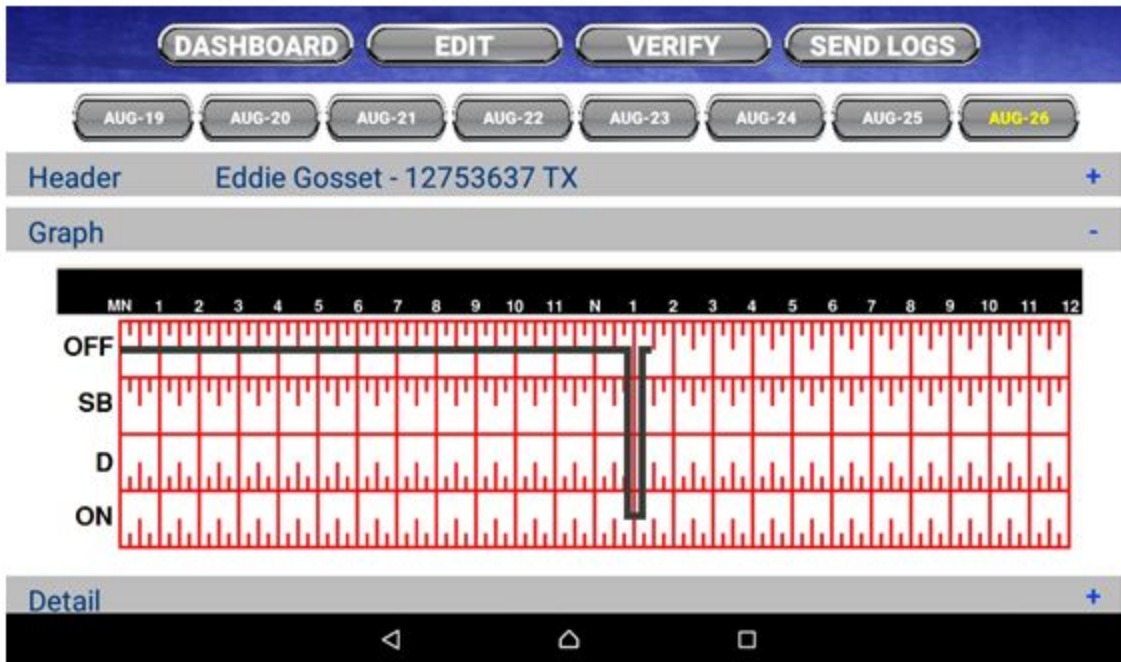 DASHBOARD EDIT VERIFY SEND LOGS
AUG-19 AUG-20 AUG-21 AUG-22 AUG-23 AUG-24 AUG-25 AUG-26
Header Eddie Gosset - 12753637 TX +
Graph -
MN 1 2 3 4 5 6 7 8 9 10 11 N 1 2 3 4 5 6 7 8 9 10 11 12
OFF
SB
D
ON
Detail +